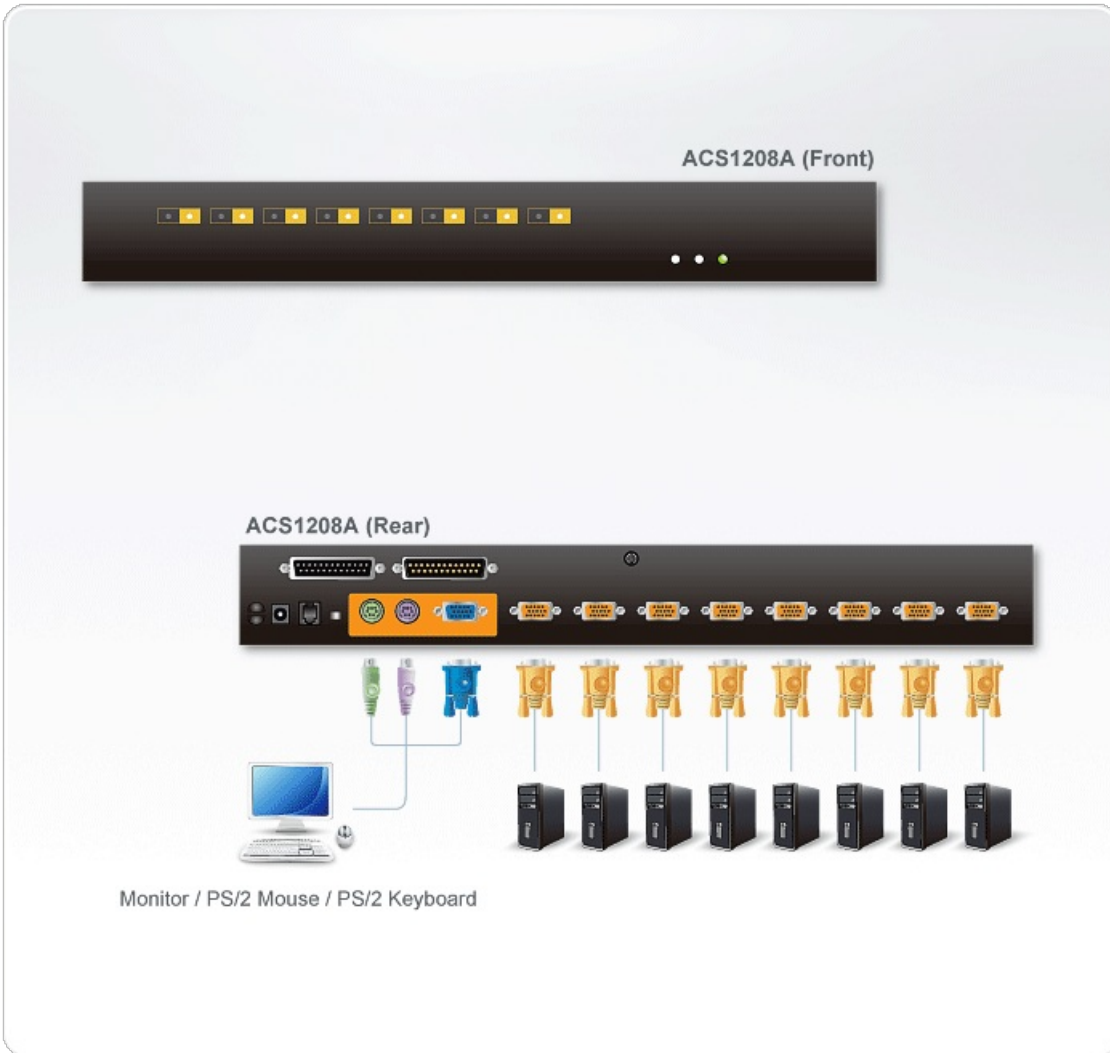 ACS1208A (Front)
ACS1208A (Rear)
Monitor / PS/2 Mouse / PS/2 Keyboard